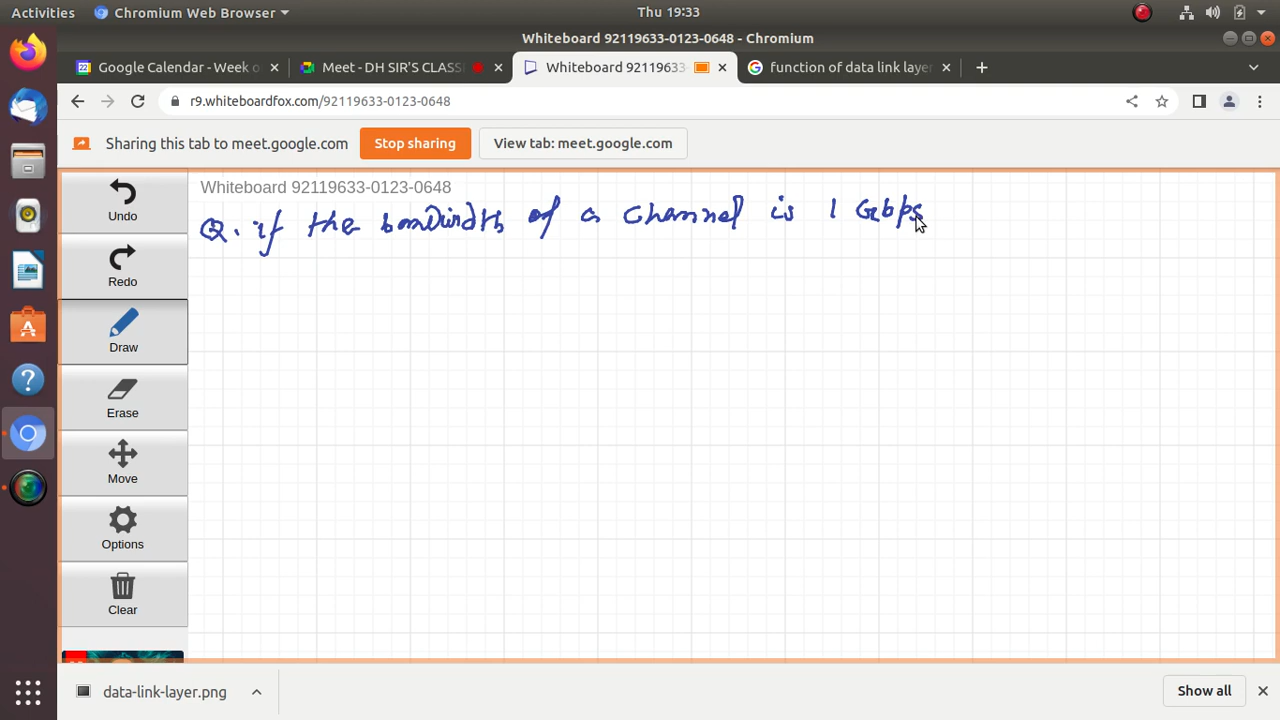 Activities Chromium Web Browser Thu 19:33
Whiteboard 92119633-0123-0648 - Chromium
Google Calendar - Week o Meet - DH SIR'S CLASS Whiteboard 92119633 function of data link layer
r9.whiteboardfox.com/92119633-0123-0648
Sharing this tab to meet.google.com Stop sharing View tab: meet.google.com
Whiteboard 92119633-0123-0648
Q. if the bandwidth of a channel is 1 Gbps
Undo
Redo
Draw
Erase
Move
Options
Clear
data-link-layer.png Show all